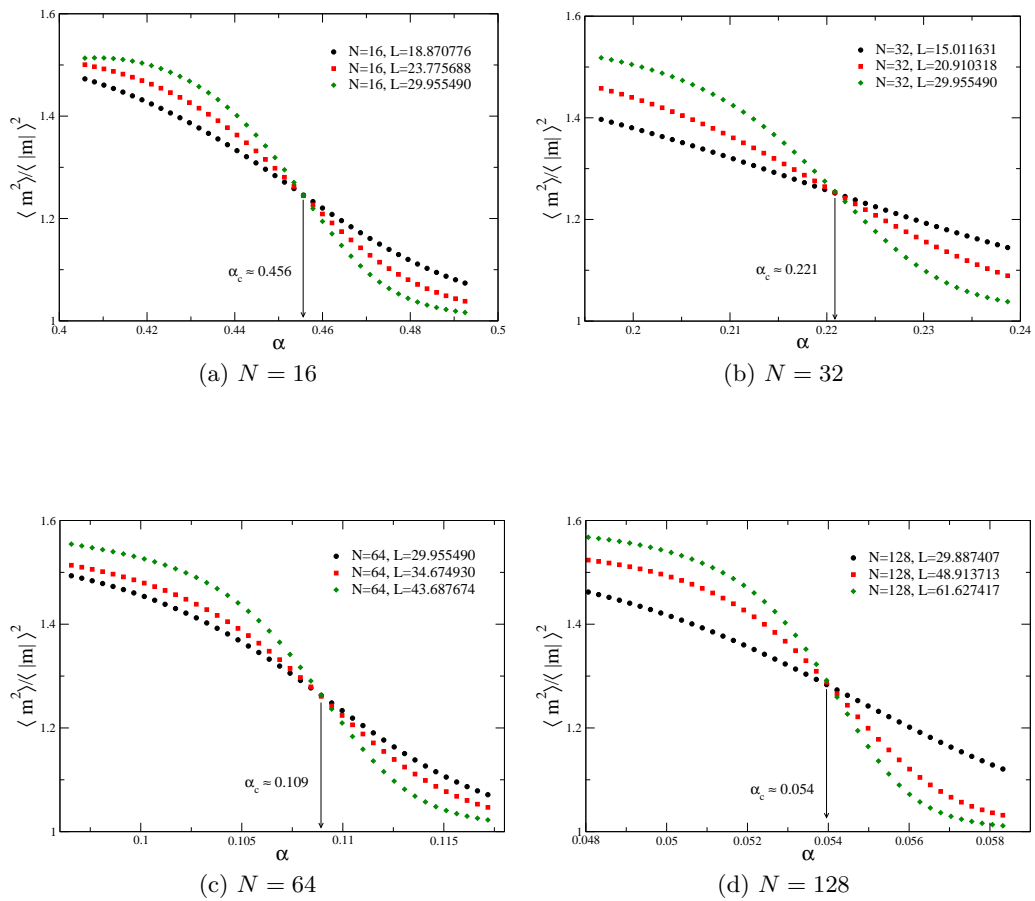 1.6
1.4
1.2
1
⟨ m²⟩/⟨ |m| ⟩²
N=16, L=18.870776
N=16, L=23.775688
N=16, L=29.955490
α_c ≈ 0.456
0.4 0.42 0.44 0.46 0.48 0.5
α
(a) N = 16
1.6
1.4
1.2
1
⟨ m²⟩/⟨ |m| ⟩²
N=32, L=15.011631
N=32, L=20.910318
N=32, L=29.955490
α_c ≈ 0.221
0.2 0.21 0.22 0.23 0.24
α
(b) N = 32
1.6
1.4
1.2
1
⟨ m²⟩/⟨ |m| ⟩²
N=64, L=29.955490
N=64, L=34.674930
N=64, L=43.687674
α_c ≈ 0.109
0.1 0.105 0.11 0.115
α
(c) N = 64
1.6
1.4
1.2
1
⟨ m²⟩/⟨ |m| ⟩²
N=128, L=29.887407
N=128, L=48.913713
N=128, L=61.627417
α_c ≈ 0.054
0.048 0.05 0.052 0.054 0.056 0.058
α
(d) N = 128